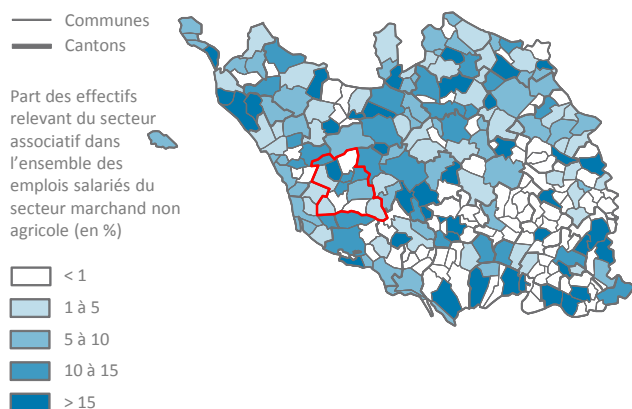 Communes
Cantons
Part des effectifs
relevant du secteur
associatif dans
l'ensemble des
emplois salariés du
secteur marchand non
agricole (en %)
< 1
1 à 5
5 à 10
10 à 15
> 15